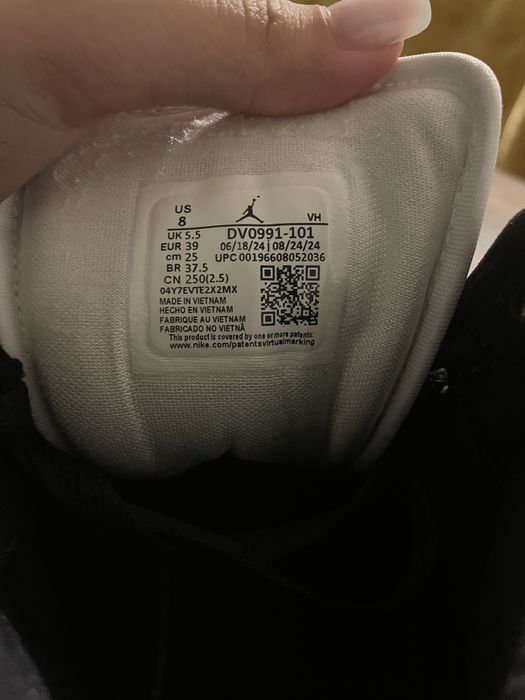 US
8
VH
UK 5.5
DV0991-101
EUR 39
06/18/24 | 08/24/24
cm 25
UPC 00196608052036
BR 37.5
CN 250(2.5)
04Y7EVTE2X2MX
MADE IN VIETNAM
HECHO EN VIETNAM
FABRIQUE AU VIETNAM
FABRICADO NO VIETNÃ
This product is covered by one or more patents:
www.nike.com/patentsvirtualmarking